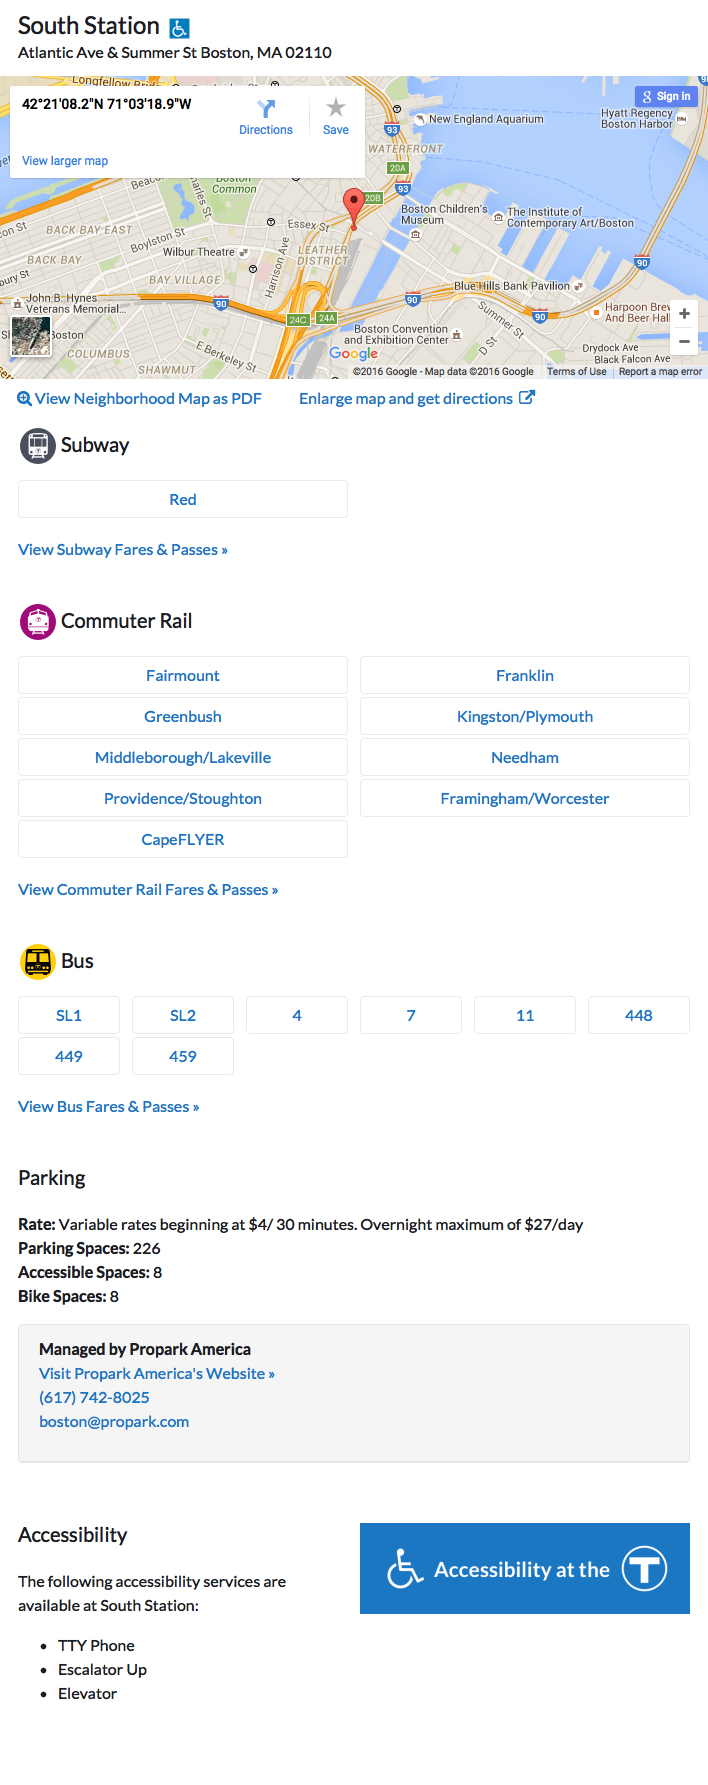 South Station
Atlantic Ave & Summer St Boston, MA 02110
Longfellow Bridge
42°21'08.2"N 71°03'18.9"W
Directions
Save
View larger map
Sign in
93
New England Aquarium
Hyatt Regency
Boston Harbor
WATERFRONT
20A
93
20B
Boston
Common
Charles St
Essex St
Boston Children's
Museum
The Institute of
Contemporary Art/Boston
BACK BAY EAST
Boylston St
LEATHER
DISTRICT
Wilbur Theatre
Harrison Ave
BACK BAY
BAY VILLAGE
90
Blue Hills Bank Pavilion
John B. Hynes
Veterans Memorial...
90
90
90
Summer St
Harpoon Brew
And Beer Hall
24C
24A
Boston Convention
and Exhibition Center
D St
COLUMBUS
E Berkeley St
SHAWMUT
Google
Drydock Ave
Black Falcon Ave
©2016 Google - Map data ©2016 Google
Terms of Use
Report a map error
View Neighborhood Map as PDF
Enlarge map and get directions
Subway
Red
View Subway Fares & Passes »
Commuter Rail
Fairmount
Franklin
Greenbush
Kingston/Plymouth
Middleborough/Lakeville
Needham
Providence/Stoughton
Framingham/Worcester
CapeFLYER
View Commuter Rail Fares & Passes »
Bus
SL1
SL2
4
7
11
448
449
459
View Bus Fares & Passes »
Parking
Rate: Variable rates beginning at $4/ 30 minutes. Overnight maximum of $27/day
Parking Spaces: 226
Accessible Spaces: 8
Bike Spaces: 8
Managed by Propark America
Visit Propark America's Website »
(617) 742-8025
boston@propark.com
Accessibility
Accessibility at the T
The following accessibility services are
available at South Station:
• TTY Phone
• Escalator Up
• Elevator